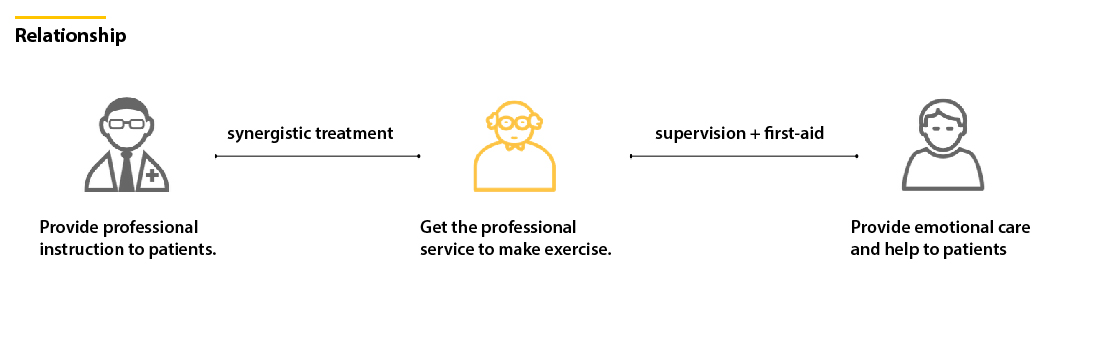 Relationship
synergistic treatment
supervision + first-aid
Provide professional
instruction to patients.
Get the professional
service to make exercise.
Provide emotional care
and help to patients